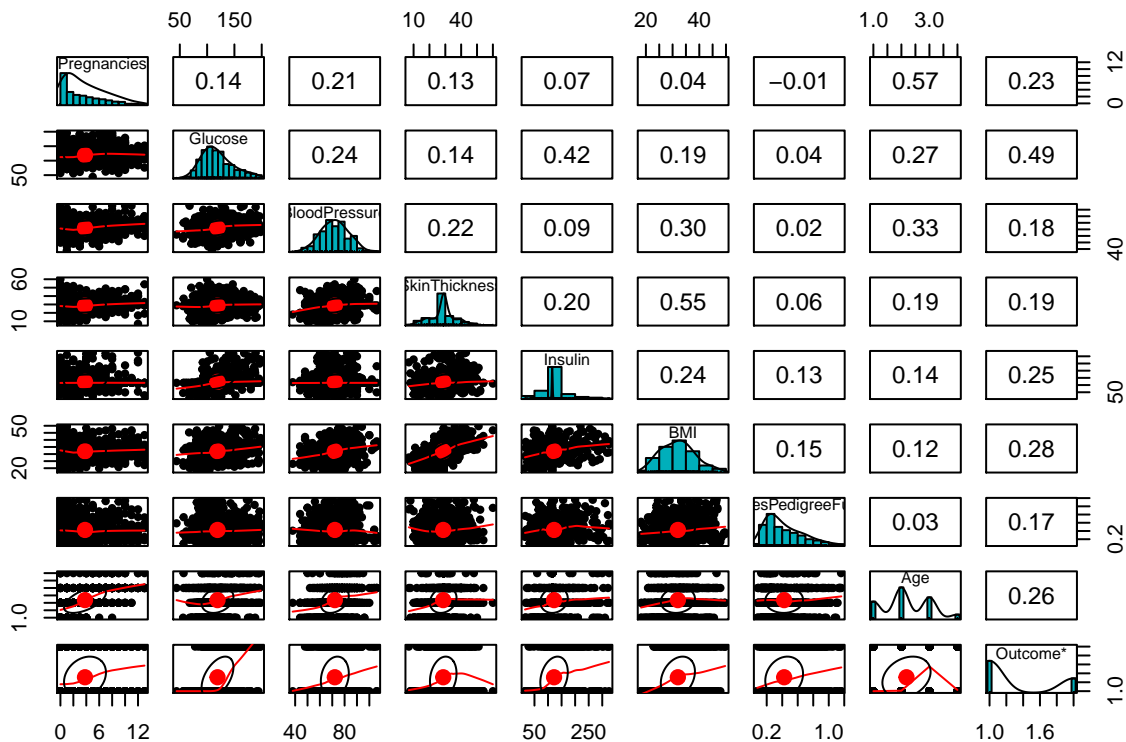 50 150 10 40 20 40 1.0 3.0
Pregnancies 0.14 0.21 0.13 0.07 0.04 −0.01 0.57 0.23 0 12
50 Glucose 0.24 0.14 0.42 0.19 0.04 0.27 0.49
BloodPressure 0.22 0.09 0.30 0.02 0.33 0.18 40
10 60 SkinThickness 0.20 0.55 0.06 0.19 0.19
Insulin 0.24 0.13 0.14 0.25 50
20 50 BMI 0.15 0.12 0.28
esPedigreeFu 0.03 0.17 0.2
1.0 Age 0.26
Outcome* 1.0
0 6 12 40 80 50 250 0.2 1.2 1.0 1.6